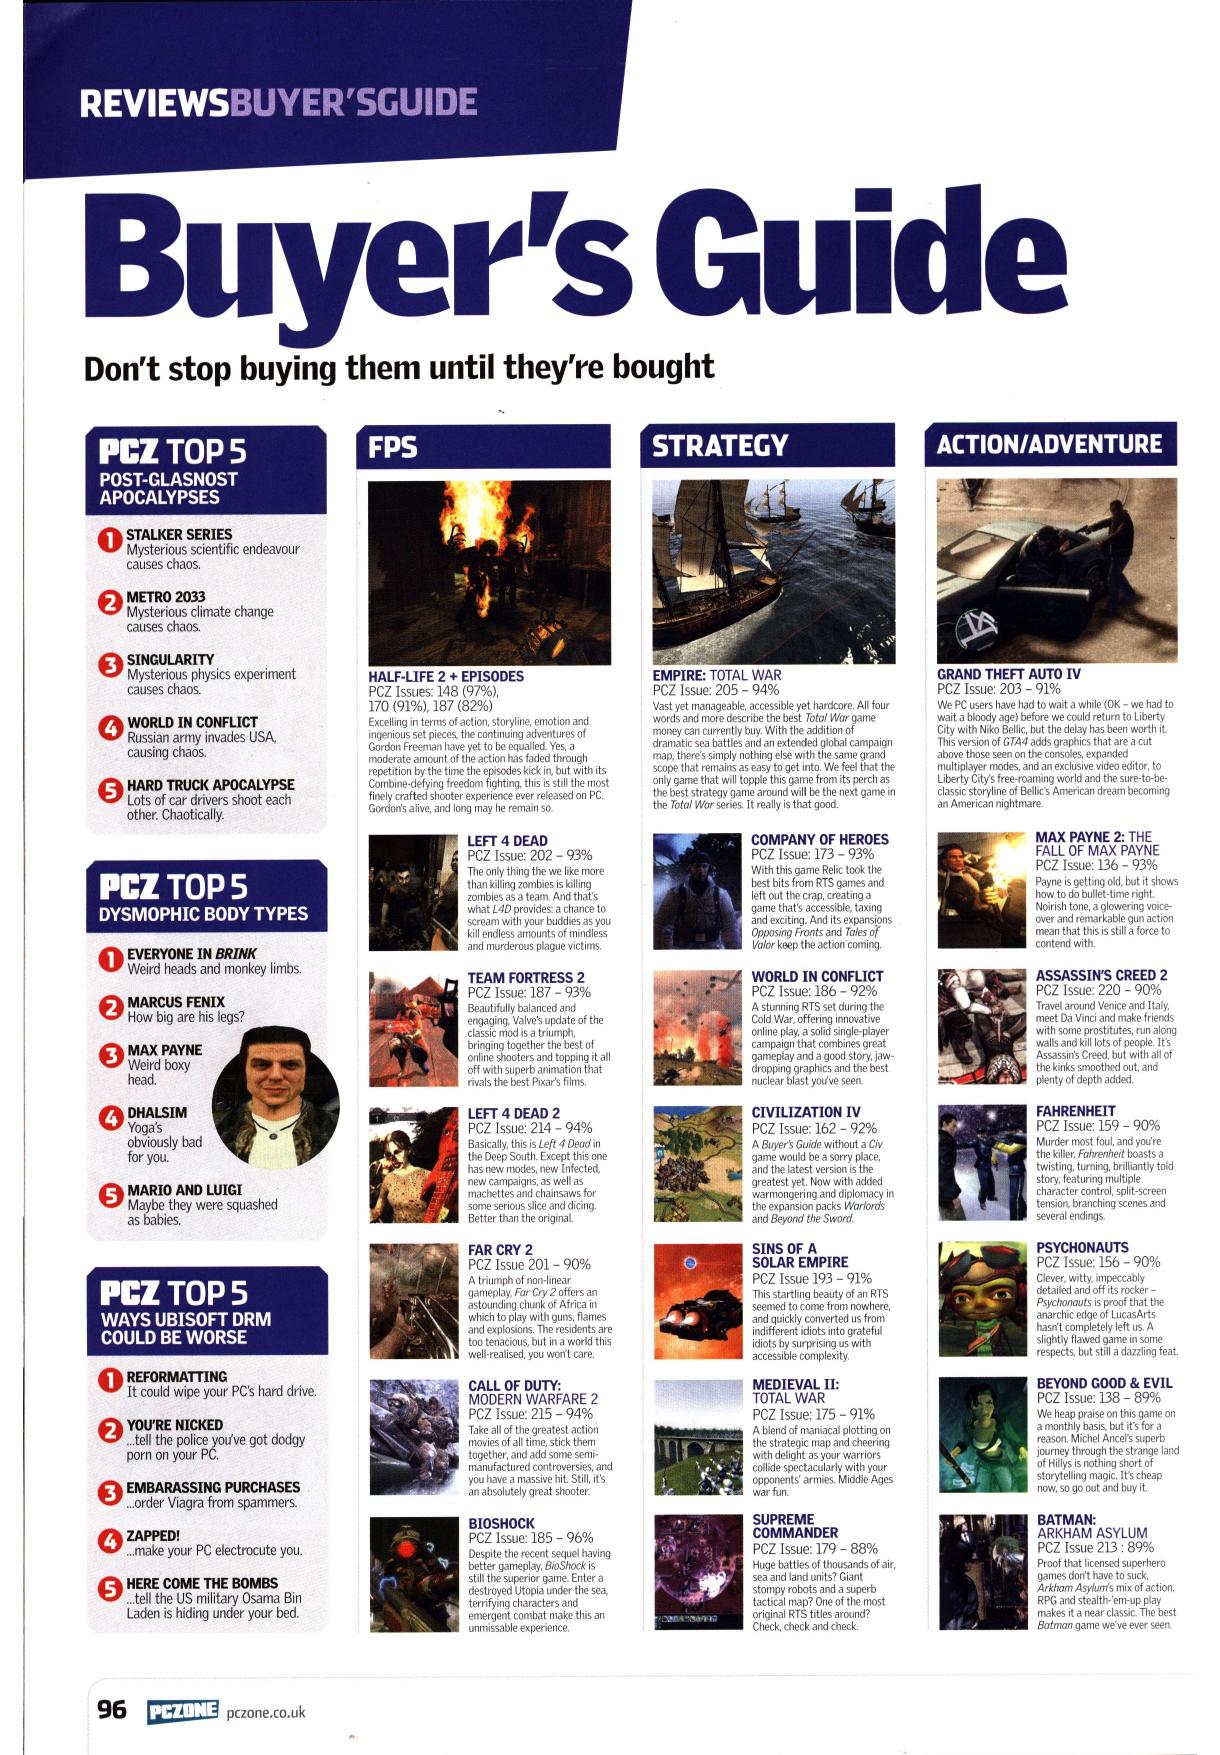 REVIEWSBUYER'SGUIDE
Buyer's Guide
Don't stop buying them until they're bought
PCZ TOP 5
POST-GLASNOST
APOCALYPSES
1 STALKER SERIES
Mysterious scientific endeavour
causes chaos.
2 METRO 2033
Mysterious climate change
causes chaos.
3 SINGULARITY
Mysterious physics experiment
causes chaos.
4 WORLD IN CONFLICT
Russian army invades USA,
causing chaos.
5 HARD TRUCK APOCALYPSE
Lots of car drivers shoot each
other. Chaotically.
PCZ TOP 5
DYSMOPHIC BODY TYPES
1 EVERYONE IN BRINK
Weird heads and monkey limbs.
2 MARCUS FENIX
How big are his legs?
3 MAX PAYNE
Weird boxy
head.
4 DHALSIM
Yoga's
obviously bad
for you.
5 MARIO AND LUIGI
Maybe they were squashed
as babies.
PCZ TOP 5
WAYS UBISOFT DRM
COULD BE WORSE
1 REFORMATTING
It could wipe your PC's hard drive.
2 YOU'RE NICKED
...tell the police you've got dodgy
porn on your PC.
3 EMBARASSING PURCHASES
...order Viagra from spammers.
4 ZAPPED!
...make your PC electrocute you.
5 HERE COME THE BOMBS
...tell the US military Osama Bin
Laden is hiding under your bed.
FPS
HALF-LIFE 2 + EPISODES
PCZ Issues: 148 (97%),
170 (91%), 187 (82%)
Excelling in terms of action, storyline, emotion and
ingenious set pieces, the continuing adventures of
Gordon Freeman have yet to be equalled. Yes, a
moderate amount of the action has faded through
repetition by the time the episodes kick in, but with its
Combine-defying freedom fighting, this is still the most
finely crafted shooter experience ever released on PC.
Gordon's alive, and long may he remain so.
LEFT 4 DEAD
PCZ Issue: 202 – 93%
The only thing the we like more
than killing zombies is killing
zombies as a team. And that's
what L4D provides: a chance to
scream with your buddies as you
kill endless amounts of mindless
and murderous plague victims.
TEAM FORTRESS 2
PCZ Issue: 187 – 93%
Beautifully balanced and
engaging, Valve's update of the
classic mod is a triumph,
bringing together the best of
online shooters and topping it all
off with superb animation that
rivals the best Pixar's films.
LEFT 4 DEAD 2
PCZ Issue: 214 – 94%
Basically, this is Left 4 Dead in
the Deep South. Except this one
has new modes, new Infected,
new campaigns, as well as
machettes and chainsaws for
some serious slice and dicing.
Better than the original.
FAR CRY 2
PCZ Issue 201 – 90%
A triumph of non-linear
gameplay, Far Cry 2 offers an
astounding chunk of Africa in
which to play with guns, flames
and explosions. The residents are
too tenacious, but in a world this
well-realised, you won't care.
CALL OF DUTY:
MODERN WARFARE 2
PCZ Issue: 215 – 94%
Take all of the greatest action
movies of all time, stick them
together, and add some semi-
manufactured controversies, and
you have a massive hit. Still, it's
an absolutely great shooter.
BIOSHOCK
PCZ Issue: 185 – 96%
Despite the recent sequel having
better gameplay, BioShock is
still the superior game. Enter a
destroyed Utopia under the sea,
terrifying characters and
emergent combat make this an
unmissable experience.
STRATEGY
EMPIRE: TOTAL WAR
PCZ Issue: 205 – 94%
Vast yet manageable, accessible yet hardcore. All four
words and more describe the best Total War game
money can currently buy. With the addition of
dramatic sea battles and an extended global campaign
map, there's simply nothing else with the same grand
scope that remains as easy to get into. We feel that the
only game that will topple this game from its perch as
the best strategy game around will be the next game in
the Total War series. It really is that good.
COMPANY OF HEROES
PCZ Issue: 173 – 93%
With this game Relic took the
best bits from RTS games and
left out the crap, creating a
game that's accessible, taxing
and exciting. And its expansions
Opposing Fronts and Tales of
Valor keep the action coming.
WORLD IN CONFLICT
PCZ Issue: 186 – 92%
A stunning RTS set during the
Cold War, offering innovative
online play, a solid single-player
campaign that combines great
gameplay and a good story, jaw-
dropping graphics and the best
nuclear blast you've seen.
CIVILIZATION IV
PCZ Issue: 162 – 92%
A Buyer's Guide without a Civ
game would be a sorry place,
and the latest version is the
greatest yet. Now with added
warmongering and diplomacy in
the expansion packs Warlords
and Beyond the Sword.
SINS OF A
SOLAR EMPIRE
PCZ Issue 193 – 91%
This startling beauty of an RTS
seemed to come from nowhere,
and quickly converted us from
indifferent idiots into grateful
idiots by surprising us with
accessible complexity.
MEDIEVAL II:
TOTAL WAR
PCZ Issue: 175 – 91%
A blend of maniacal plotting on
the strategic map and cheering
with delight as your warriors
collide spectacularly with your
opponents' armies. Middle Ages
war fun.
SUPREME
COMMANDER
PCZ Issue: 179 – 88%
Huge battles of thousands of air,
sea and land units? Giant
stompy robots and a superb
tactical map? One of the most
original RTS titles around?
Check, check and check.
ACTION/ADVENTURE
GRAND THEFT AUTO IV
PCZ Issue: 203 – 91%
We PC users have had to wait a while (OK – we had to
wait a bloody age) before we could return to Liberty
City with Niko Bellic, but the delay has been worth it.
This version of GTA4 adds graphics that are a cut
above those seen on the consoles, expanded
multiplayer modes, and an exclusive video editor, to
Liberty City's free-roaming world and the sure-to-be-
classic storyline of Bellic's American dream becoming
an American nightmare.
MAX PAYNE 2: THE
FALL OF MAX PAYNE
PCZ Issue: 136 – 93%
Payne is getting old, but it shows
how to do bullet-time right.
Noirish tone, a glowering voice-
over and remarkable gun action
mean that this is still a force to
contend with.
ASSASSIN'S CREED 2
PCZ Issue: 220 – 90%
Travel around Venice and Italy,
meet Da Vinci and make friends
with some prostitutes, run along
walls and kill lots of people. It's
Assassin's Creed, but with all of
the kinks smoothed out, and
plenty of depth added.
FAHRENHEIT
PCZ Issue: 159 – 90%
Murder most foul, and you're
the killer. Fahrenheit boasts a
twisting, turning, brilliantly told
story, featuring multiple
character control, split-screen
tension, branching scenes and
several endings.
PSYCHONAUTS
PCZ Issue: 156 – 90%
Clever, witty, impeccably
detailed and off its rocker –
Psychonauts is proof that the
anarchic edge of LucasArts
hasn't completely left us. A
slightly flawed game in some
respects, but still a dazzling feat.
BEYOND GOOD & EVIL
PCZ Issue: 138 – 89%
We heap praise on this game on
a monthly basis, but it's for a
reason. Michel Ancel's superb
journey through the strange land
of Hillys is nothing short of
storytelling magic. It's cheap
now, so go out and buy it.
BATMAN:
ARKHAM ASYLUM
PCZ Issue 213 : 89%
Proof that licensed superhero
games don't have to suck,
Arkham Asylum's mix of action,
RPG and stealth-'em-up play
makes it a near classic. The best
Batman game we've ever seen.
96 PCZONE pczone.co.uk